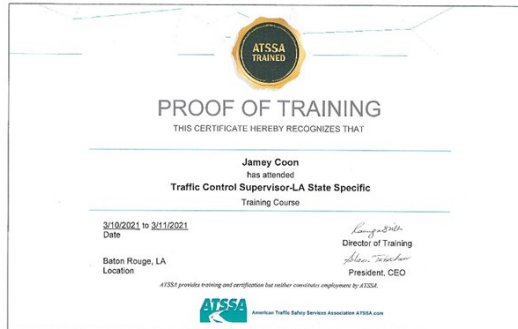 ATSSA
TRAINED
PROOF OF TRAINING
THIS CERTIFICATE HEREBY RECOGNIZES THAT
Jamey Coon
has attended
Traffic Control Supervisor-LA State Specific
Training Course
3/10/2021 to 3/11/2021
Date
Director of Training
Baton Rouge, LA
Location
President, CEO
ATSSA provides training and certification but neither constitutes employment by ATSSA.
ATSSA
American Traffic Safety Services Association ATSSA.com